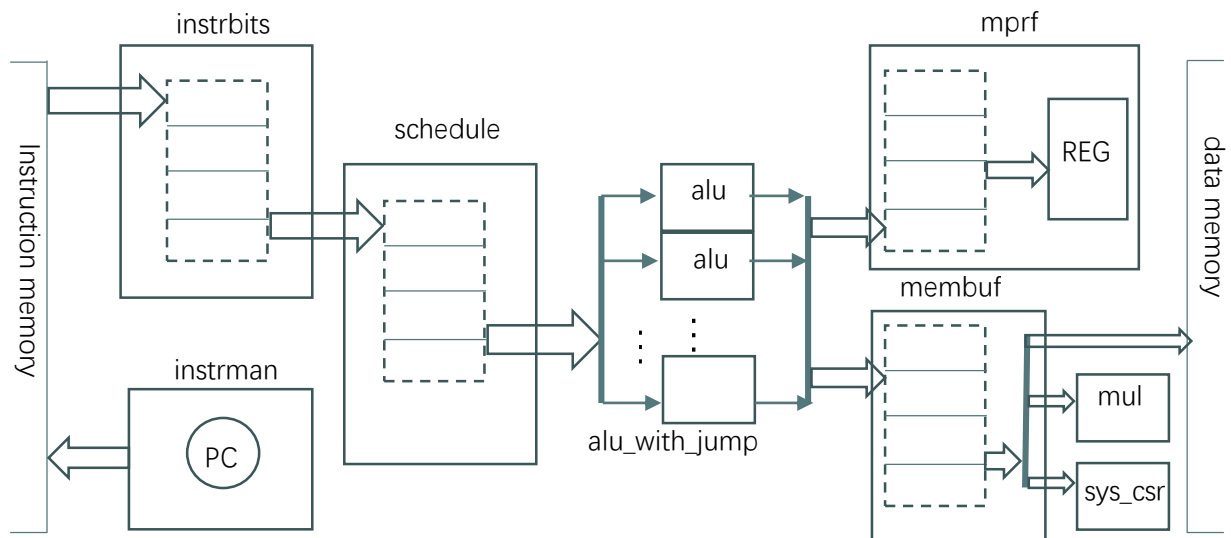 instrbits
mprf
schedule
Instruction memory
alu
REG
data memory
alu
membuf
instrman
PC
alu_with_jump
mul
sys_csr